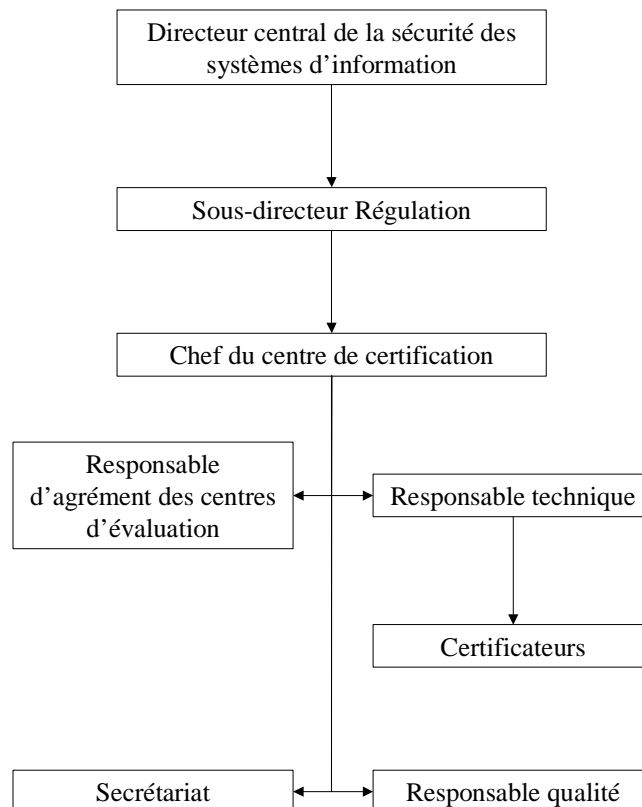 Directeur central de la sécurité des
systèmes d’information
Sous-directeur Régulation
Chef du centre de certification
Responsable
d’agrément des centres
d’évaluation
Responsable technique
Certificateurs
Secrétariat
Responsable qualité